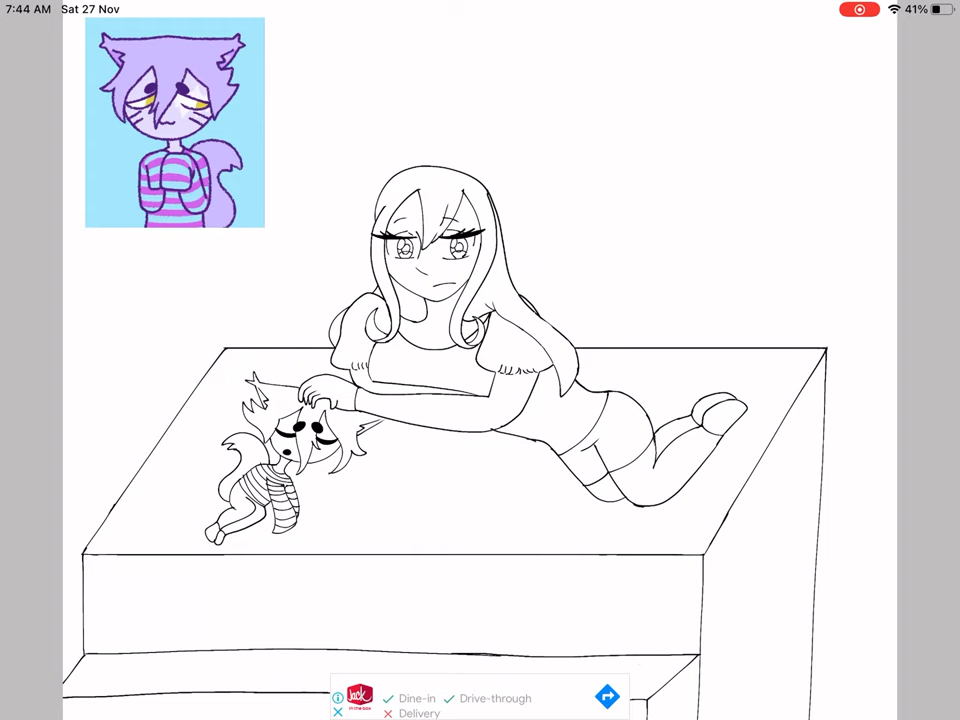 7:44 AM Sat 27 Nov
41%
Jack
in the box
Dine-in Drive-through
Delivery